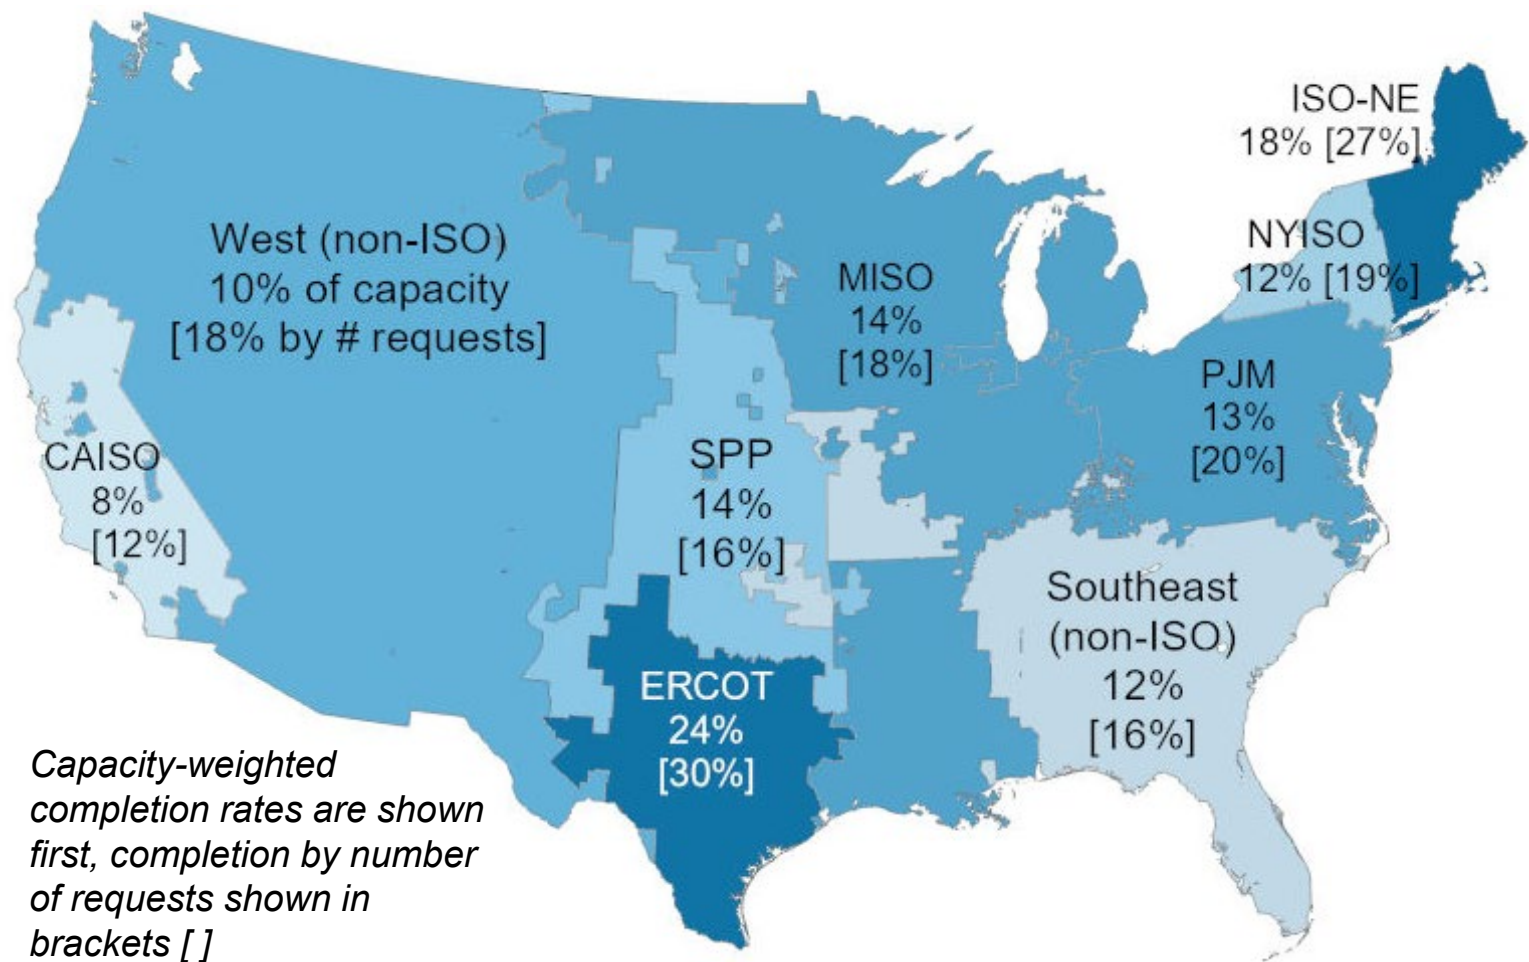 ISO-NE
18% [27%]
NYISO
12% [19%]
West (non-ISO)
10% of capacity
[18% by # requests]
MISO
14%
[18%]
PJM
13%
[20%]
CAISO
8%
[12%]
SPP
14%
[16%]
Southeast
(non-ISO)
12%
[16%]
ERCOT
24%
[30%]
Capacity-weighted
completion rates are shown
first, completion by number
of requests shown in
brackets [ ]